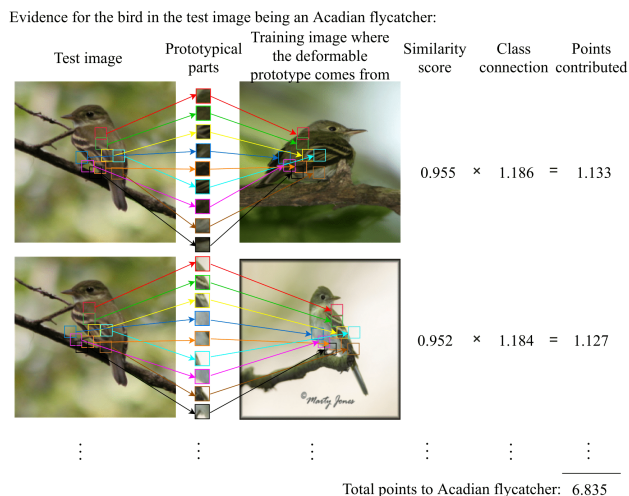 Evidence for the bird in the test image being an Acadian flycatcher:
Test image
Prototypical
parts
Training image where
the deformable
prototype comes from
Similarity
score
Class
connection
Points
contributed
0.955 × 1.186 = 1.133
©Marty Jones
0.952 × 1.184 = 1.127
Total points to Acadian flycatcher: 6.835